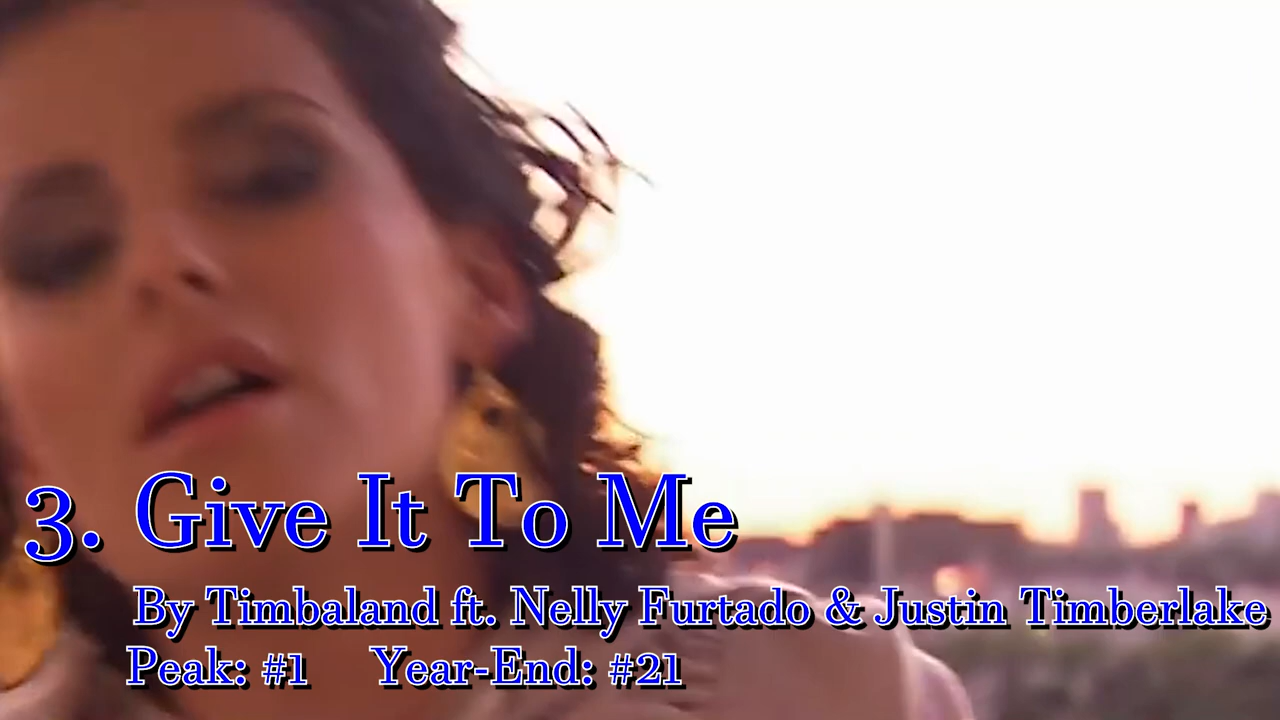 3. Give It To Me
By Timbaland ft. Nelly Furtado & Justin Timberlake
Peak: #1 Year-End: #21